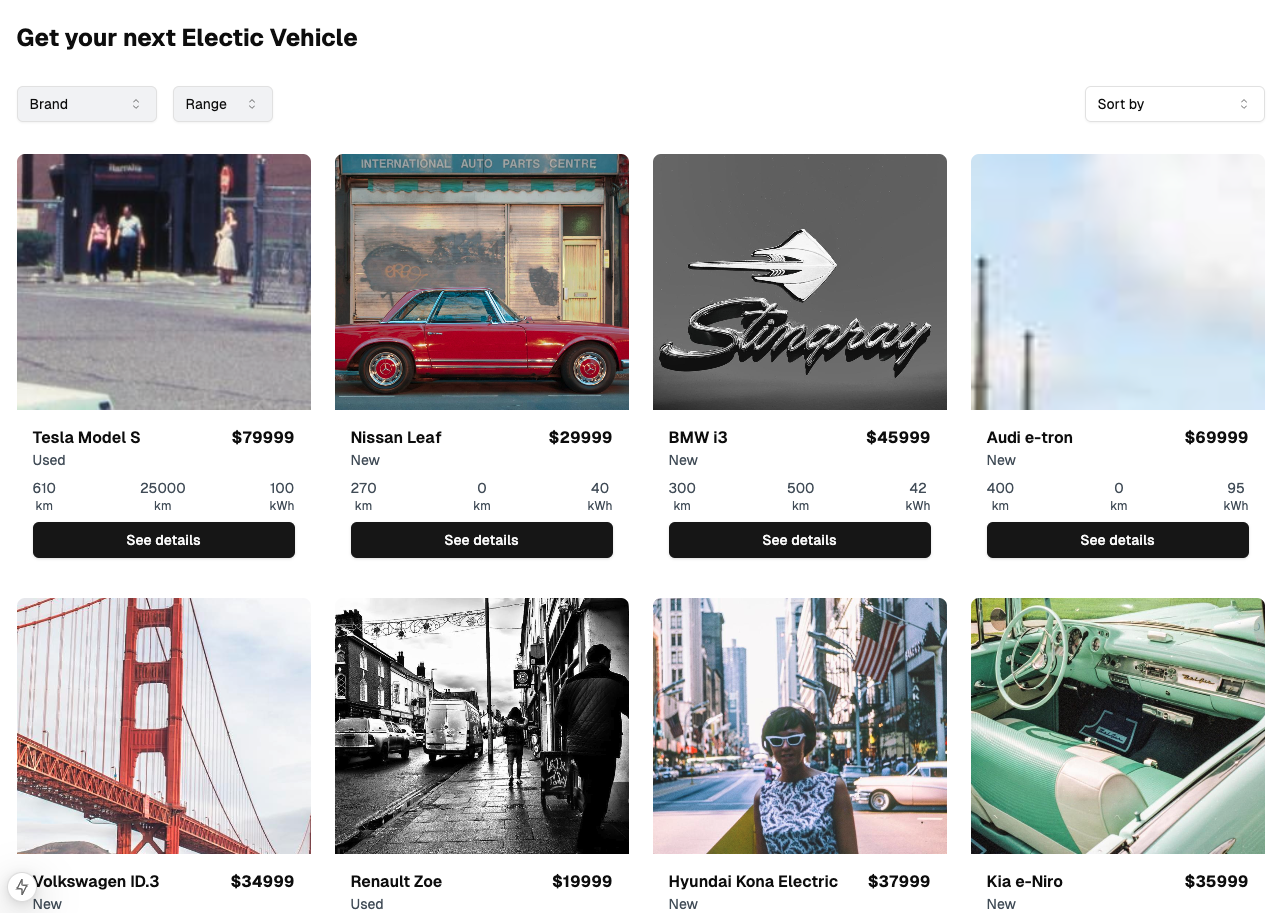 Get your next Electic Vehicle
Brand
Range
Sort by
INTERNATIONAL AUTO PARTS CENTRE
Stingray
Tesla Model S
$79999
Used
610 km
25000 km
100 kWh
See details
Nissan Leaf
$29999
New
270 km
0 km
40 kWh
See details
BMW i3
$45999
New
300 km
500 km
42 kWh
See details
Audi e-tron
$69999
New
400 km
0 km
95 kWh
See details
Volkswagen ID.3
$34999
New
Renault Zoe
$19999
Used
Hyundai Kona Electric
$37999
New
Kia e-Niro
$35999
New